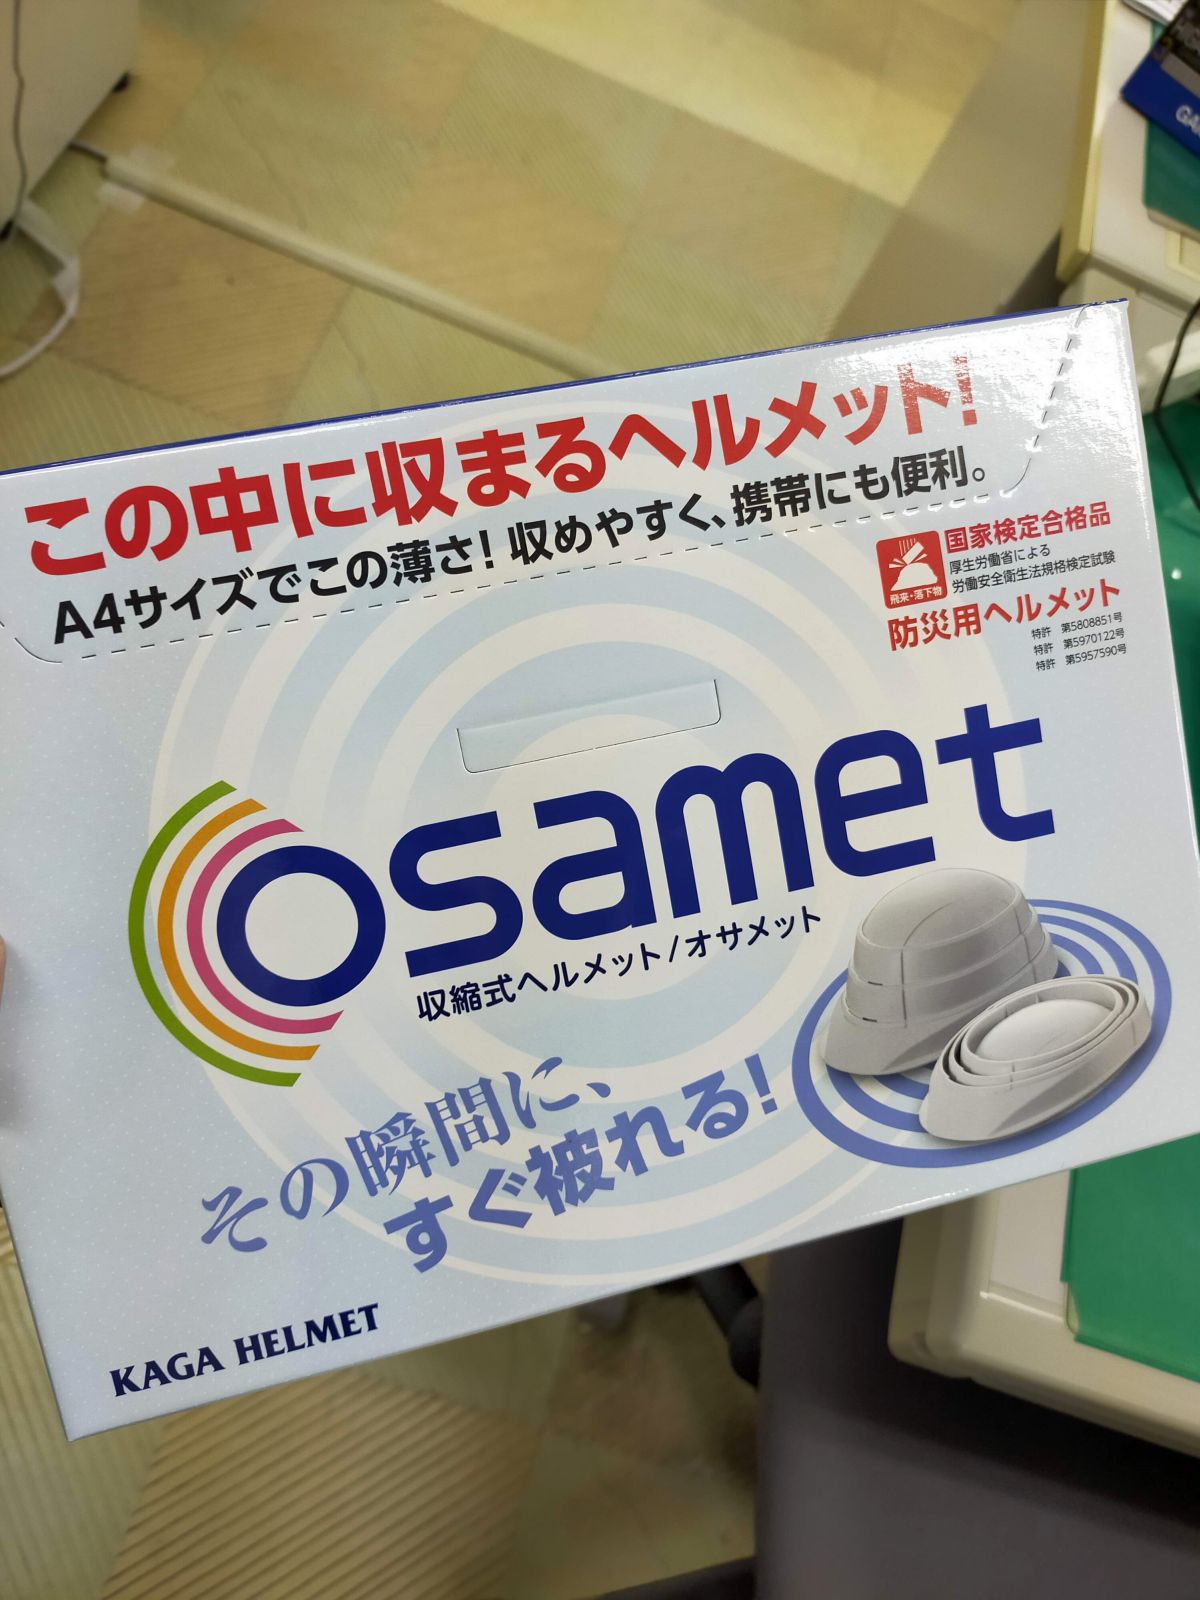 この中に収まるヘルメット!
A4サイズでこの薄さ! 収めやすく、携帯にも便利。
飛来・落下物
国家検定合格品
厚生労働省による
労働安全衛生法規格検定試験
防災用ヘルメット
特許 第5808851号
特許 第5970122号
特許 第5957590号
osamet
収縮式ヘルメット/オサメット
その瞬間に、
すぐ被れる!
KAGA HELMET